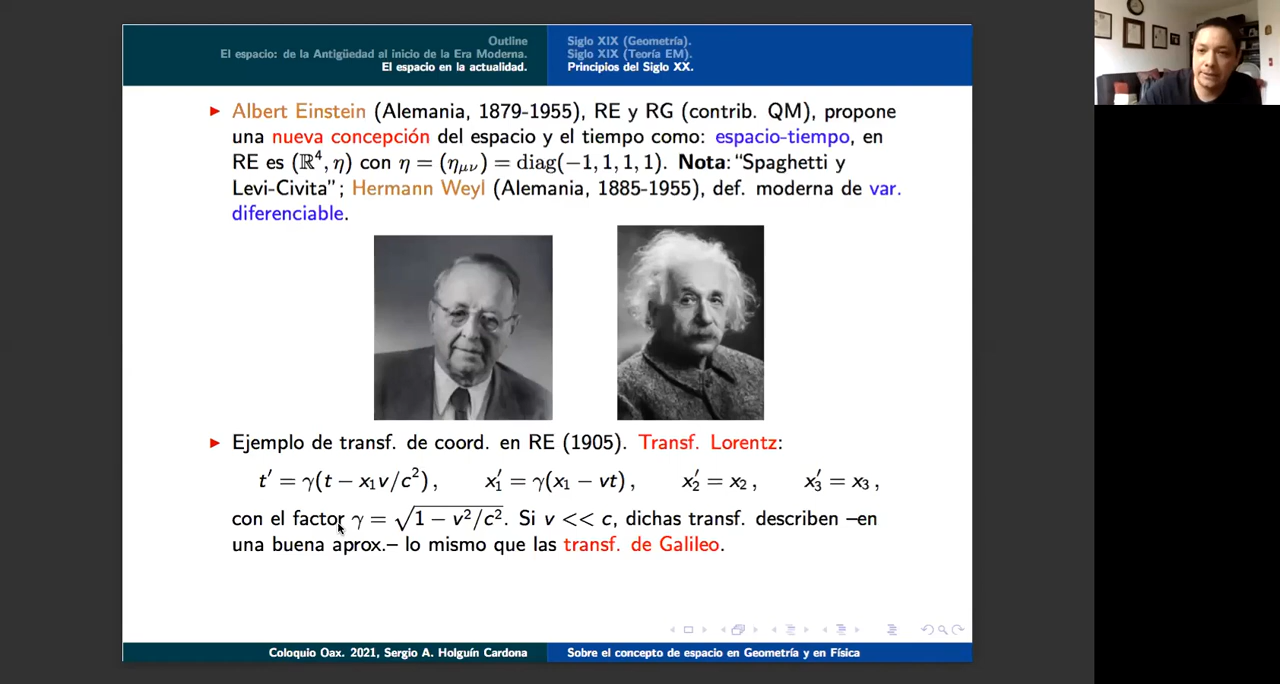 Outline
El espacio: de la Antigüedad al inicio de la Era Moderna.
El espacio en la actualidad.
Siglo XIX (Geometría).
Siglo XIX (Teoría EM).
Principios del Siglo XX.
▶ Albert Einstein (Alemania, 1879-1955), RE y RG (contrib. QM), propone
una nueva concepción del espacio y el tiempo como: espacio-tiempo, en
RE es (ℝ⁴, η) con η = (ημν) = diag(−1, 1, 1, 1). Nota: “Spaghetti y
Levi-Civita”; Hermann Weyl (Alemania, 1885-1955), def. moderna de var.
diferenciable.
▶ Ejemplo de transf. de coord. en RE (1905). Transf. Lorentz:
t′ = γ(t − x₁v/c²), x₁′ = γ(x₁ − vt), x₂′ = x₂, x₃′ = x₃,
con el factor γ = √(1 − v²/c²). Si v << c, dichas transf. describen –en
una buena aprox.– lo mismo que las transf. de Galileo.
Coloquio Oax. 2021, Sergio A. Holguín Cardona
Sobre el concepto de espacio en Geometría y en Física